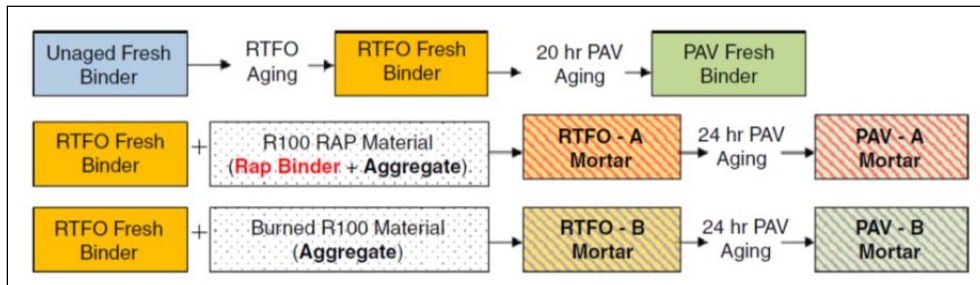 Unaged Fresh
Binder
RTFO
Aging
RTFO Fresh
Binder
20 hr PAV
Aging
PAV Fresh
Binder
RTFO Fresh
Binder
+
R100 RAP Material
(Rap Binder + Aggregate)
RTFO - A
Mortar
24 hr PAV
Aging
PAV - A
Mortar
RTFO Fresh
Binder
+
Burned R100 Material
(Aggregate)
RTFO - B
Mortar
24 hr PAV
Aging
PAV - B
Mortar